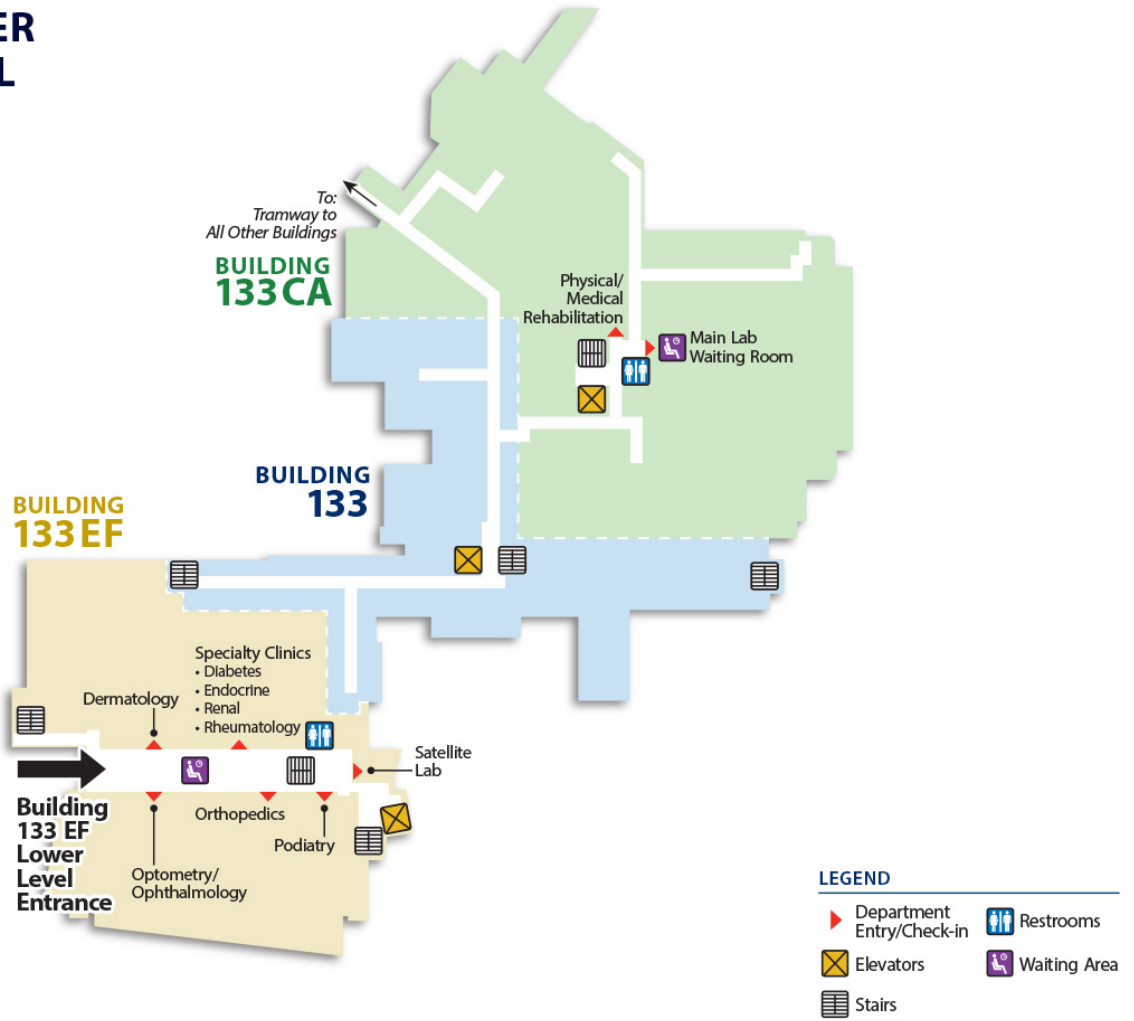 ER
L
To:
Tramway to
All Other Buildings
BUILDING
133 CA
Physical/
Medical
Rehabilitation
Main Lab
Waiting Room
BUILDING
133
BUILDING
133 EF
Specialty Clinics
• Diabetes
• Endocrine
• Renal
• Rheumatology
Dermatology
Satellite
Lab
Building
133 EF
Lower
Level
Entrance
Orthopedics
Podiatry
Optometry/
Ophthalmology
LEGEND
Department
Entry/Check-in
Restrooms
Elevators
Waiting Area
Stairs